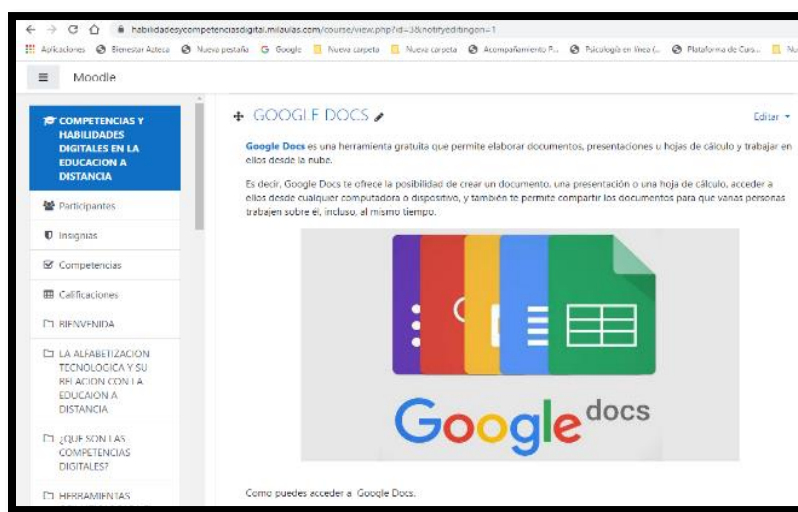 habilidadesycompetenciasdigital.milaulas.com/course/view.php?id=3&notifyeditingon=1
Aplicaciones Bienestar Azteca Nueva pestaña Google Nueva carpeta Nueva carpeta Acompañamiento P... Psicología en línea (... Plataforma de Curs... Nu
Moodle
COMPETENCIAS Y
HABILIDADES
DIGITALES EN LA
EDUCACION A
DISTANCIA
Participantes
Insignias
Competencias
Calificaciones
BIENVENIDA
LA ALFABETIZACION
TECNOLOGICA Y SU
RELACION CON LA
EDUCAION A
DISTANCIA
¿QUE SON LAS
COMPETENCIAS
DIGITALES?
HERRAMIENTAS
GOOGLE DOCS
Editar
Google Docs es una herramienta gratuita que permite elaborar documentos, presentaciones u hojas de cálculo y trabajar en
ellos desde la nube.
Es decir, Google Docs te ofrece la posibilidad de crear un documento, una presentación o una hoja de cálculo, acceder a
ellos desde cualquier computadora o dispositivo, y también te permite compartir los documentos para que varias personas
trabajen sobre él, incluso, al mismo tiempo.
Google docs
Como puedes acceder a Google Docs.